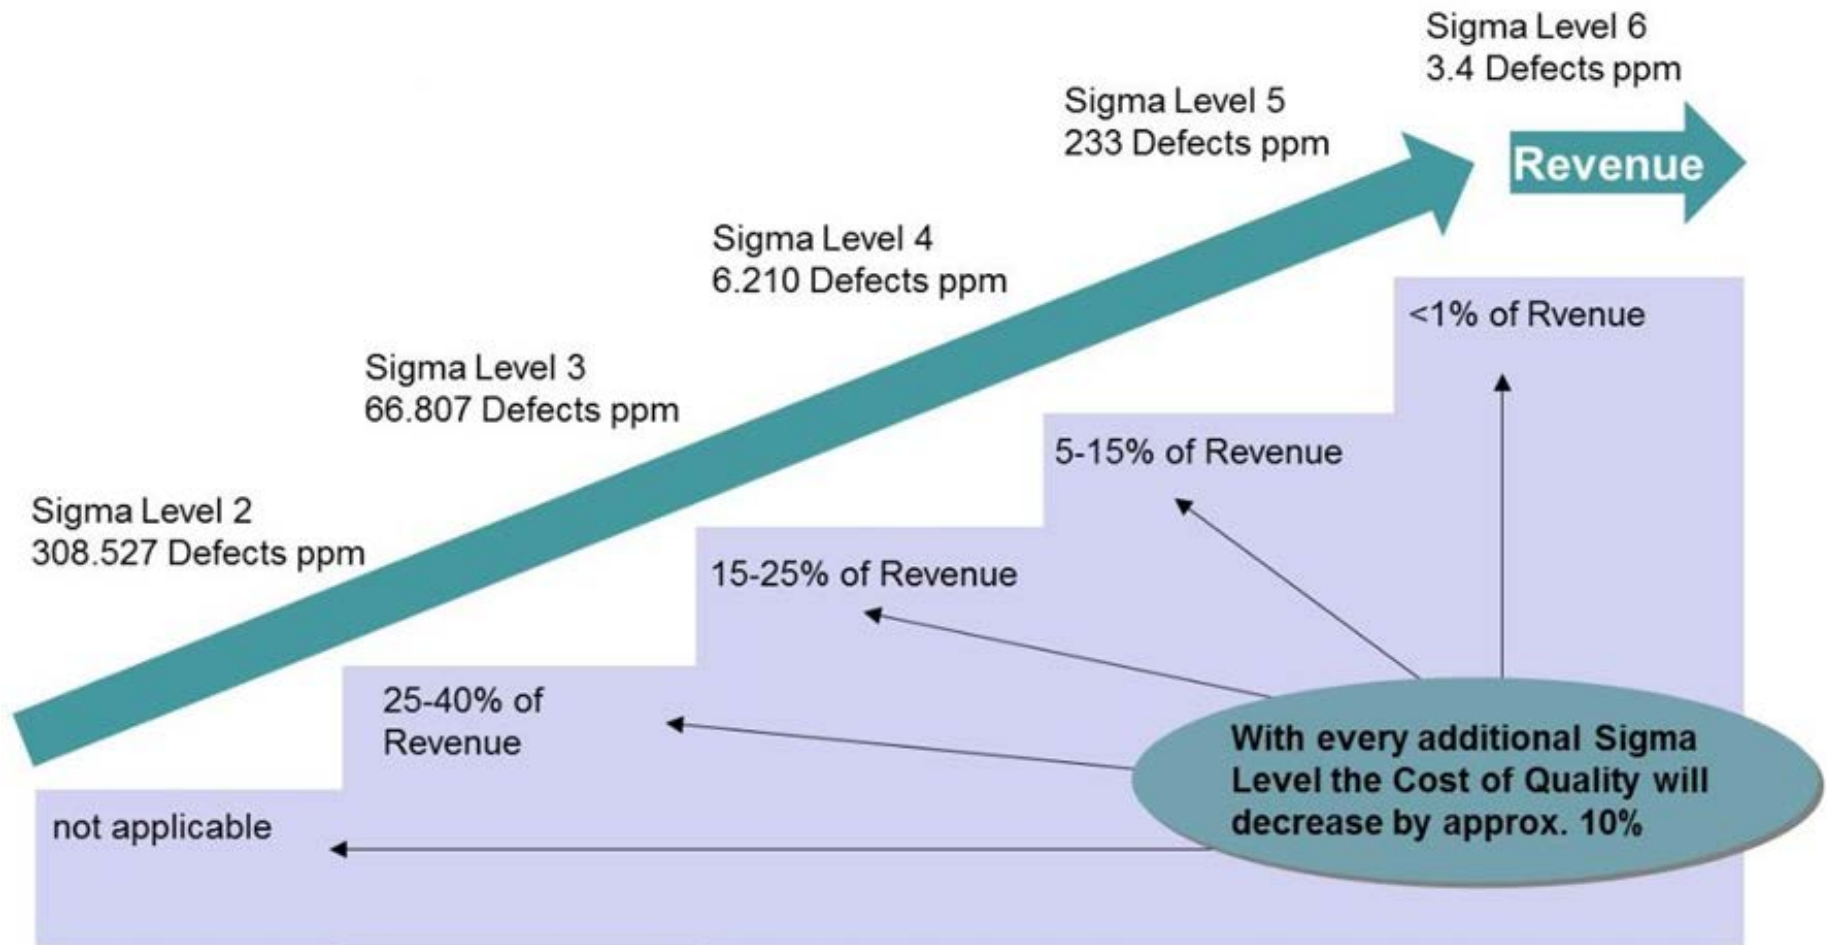 Sigma Level 6
3.4 Defects ppm
Sigma Level 5
233 Defects ppm
Revenue
Sigma Level 4
6.210 Defects ppm
<1% of Rvenue
Sigma Level 3
66.807 Defects ppm
5-15% of Revenue
Sigma Level 2
308.527 Defects ppm
15-25% of Revenue
25-40% of
Revenue
With every additional Sigma
Level the Cost of Quality will
decrease by approx. 10%
not applicable